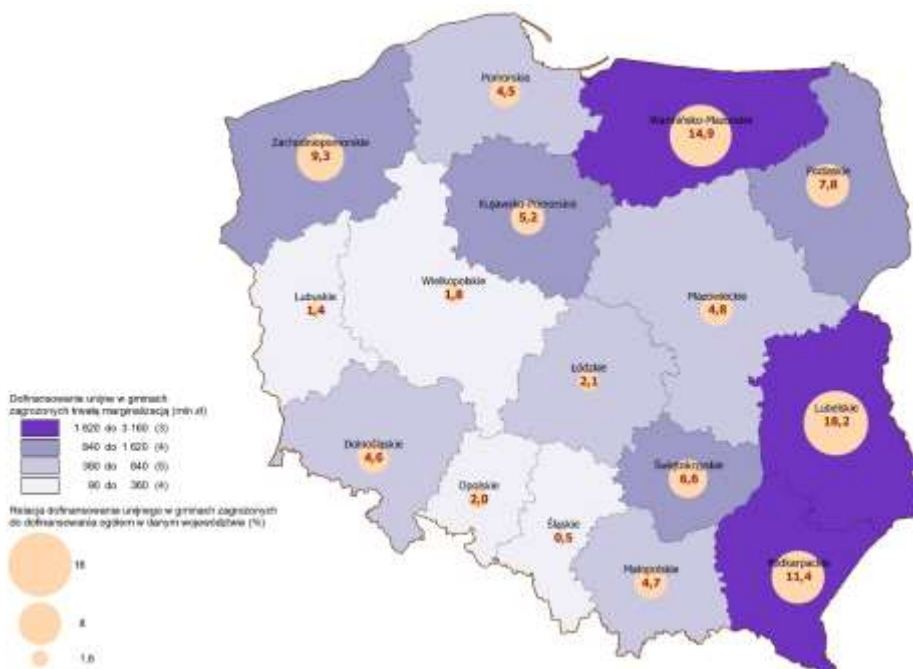 Pomorskie
4,5
Warmińsko-Mazurskie
14,9
Zachodniopomorskie
9,3
Podlaskie
7,8
Kujawsko-Pomorskie
5,2
Wielkopolskie
1,8
Lubuskie
1,4
Mazowieckie
4,8
Łódzkie
2,1
Lubelskie
16,2
Dolnośląskie
4,6
Świętokrzyskie
6,6
Opolskie
2,0
Śląskie
0,5
Małopolskie
4,7
Podkarpackie
11,4
Dofinansowanie unijne w gminach
zagrożonych trwałą marginalizacją (mln zł)
1 620 do 3 160 (3)
840 do 1 620 (4)
360 do 840 (5)
90 do 360 (4)
Relacja dofinansowania unijnego w gminach zagrożonych
do dofinansowania ogółem w danym województwie (%)
16
8
1,6